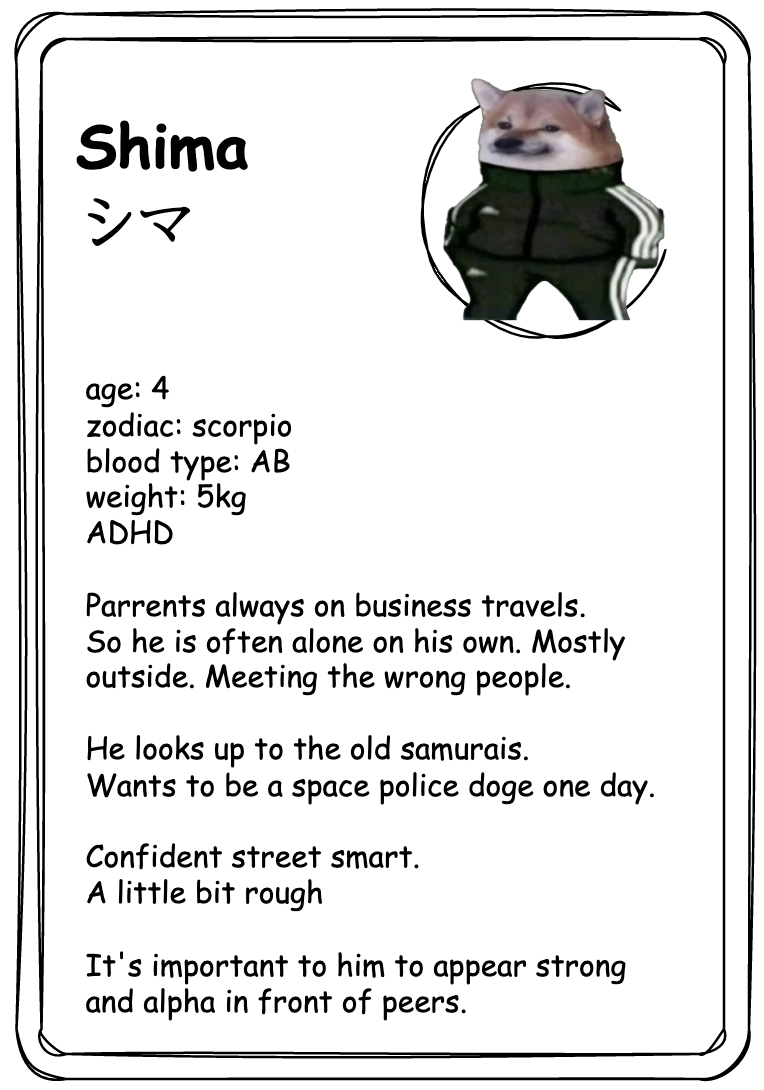 Shima
シマ
age: 4
zodiac: scorpio
blood type: AB
weight: 5kg
ADHD
Parrents always on business travels.
So he is often alone on his own. Mostly
outside. Meeting the wrong people.
He looks up to the old samurais.
Wants to be a space police doge one day.
Confident street smart.
A little bit rough
It's important to him to appear strong
and alpha in front of peers.